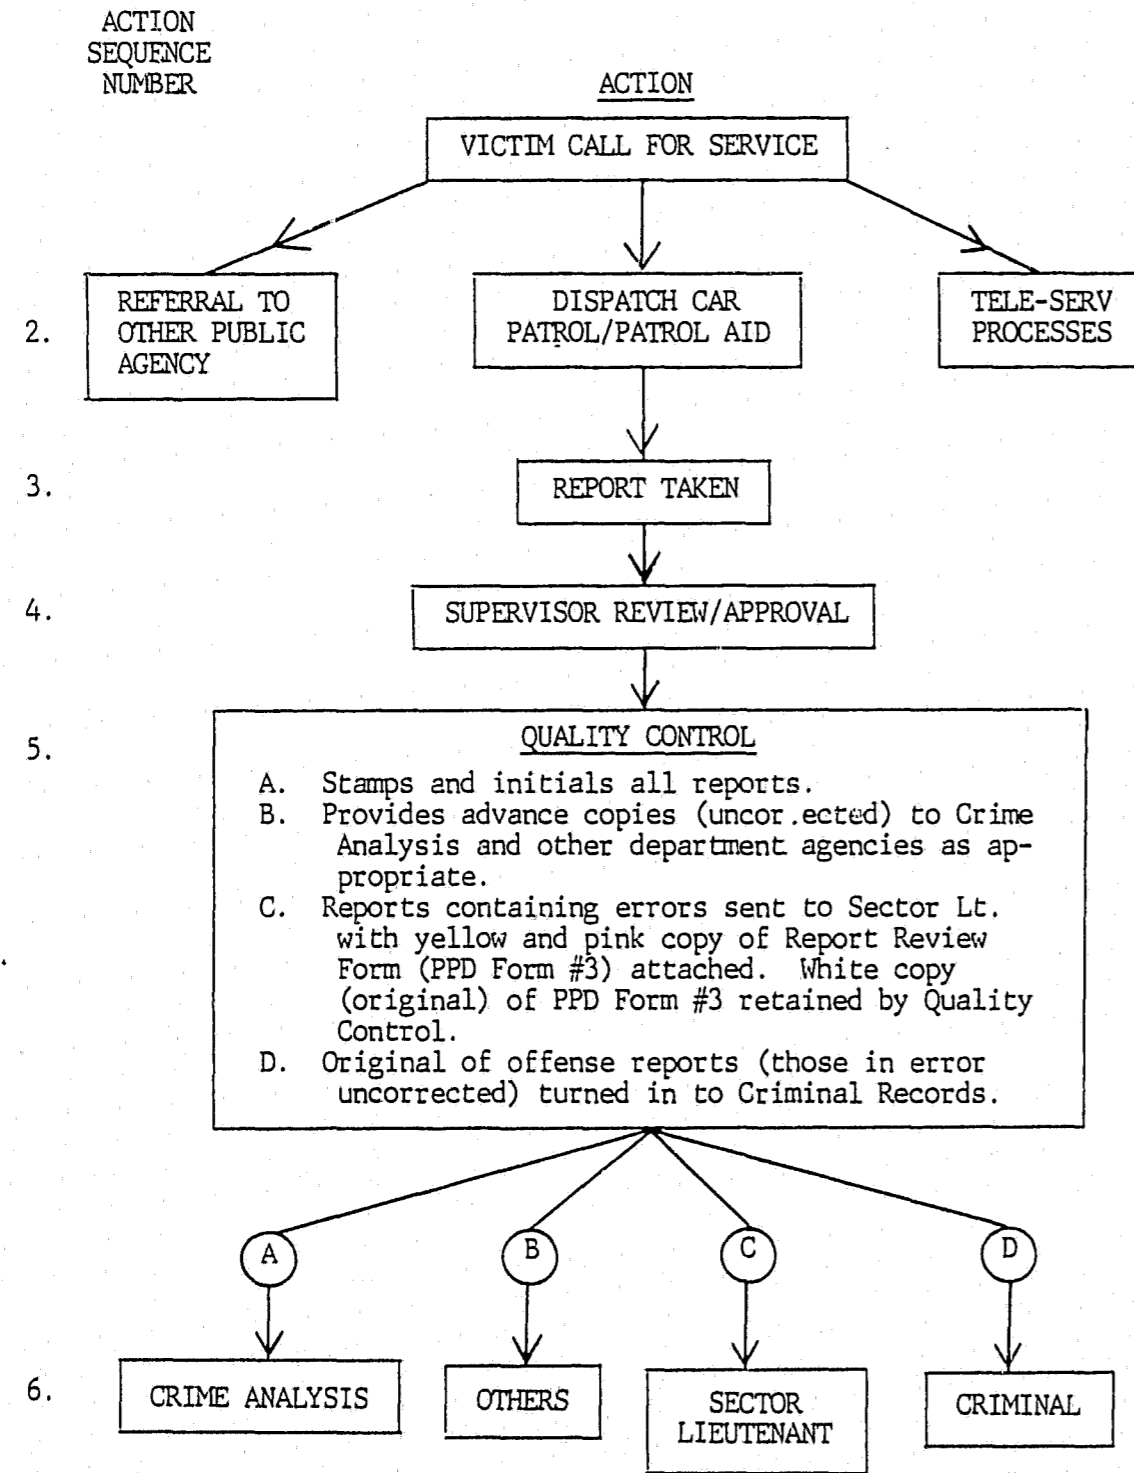 ACTION
SEQUENCE
NUMBER
ACTION
VICTIM CALL FOR SERVICE
2.
REFERRAL TO
OTHER PUBLIC
AGENCY
DISPATCH CAR
PATROL/PATROL AID
TELE-SERV
PROCESSES
3.
REPORT TAKEN
4.
SUPERVISOR REVIEW/APPROVAL
5.
QUALITY CONTROL
A. Stamps and initials all reports.
B. Provides advance copies (uncor.ected) to Crime
Analysis and other department agencies as ap-
propriate.
C. Reports containing errors sent to Sector Lt.
with yellow and pink copy of Report Review
Form (PPD Form #3) attached. White copy
(original) of PPD Form #3 retained by Quality
Control.
D. Original of offense reports (those in error
uncorrected) turned in to Criminal Records.
A
B
C
D
6.
CRIME ANALYSIS
OTHERS
SECTOR
LIEUTENANT
CRIMINAL